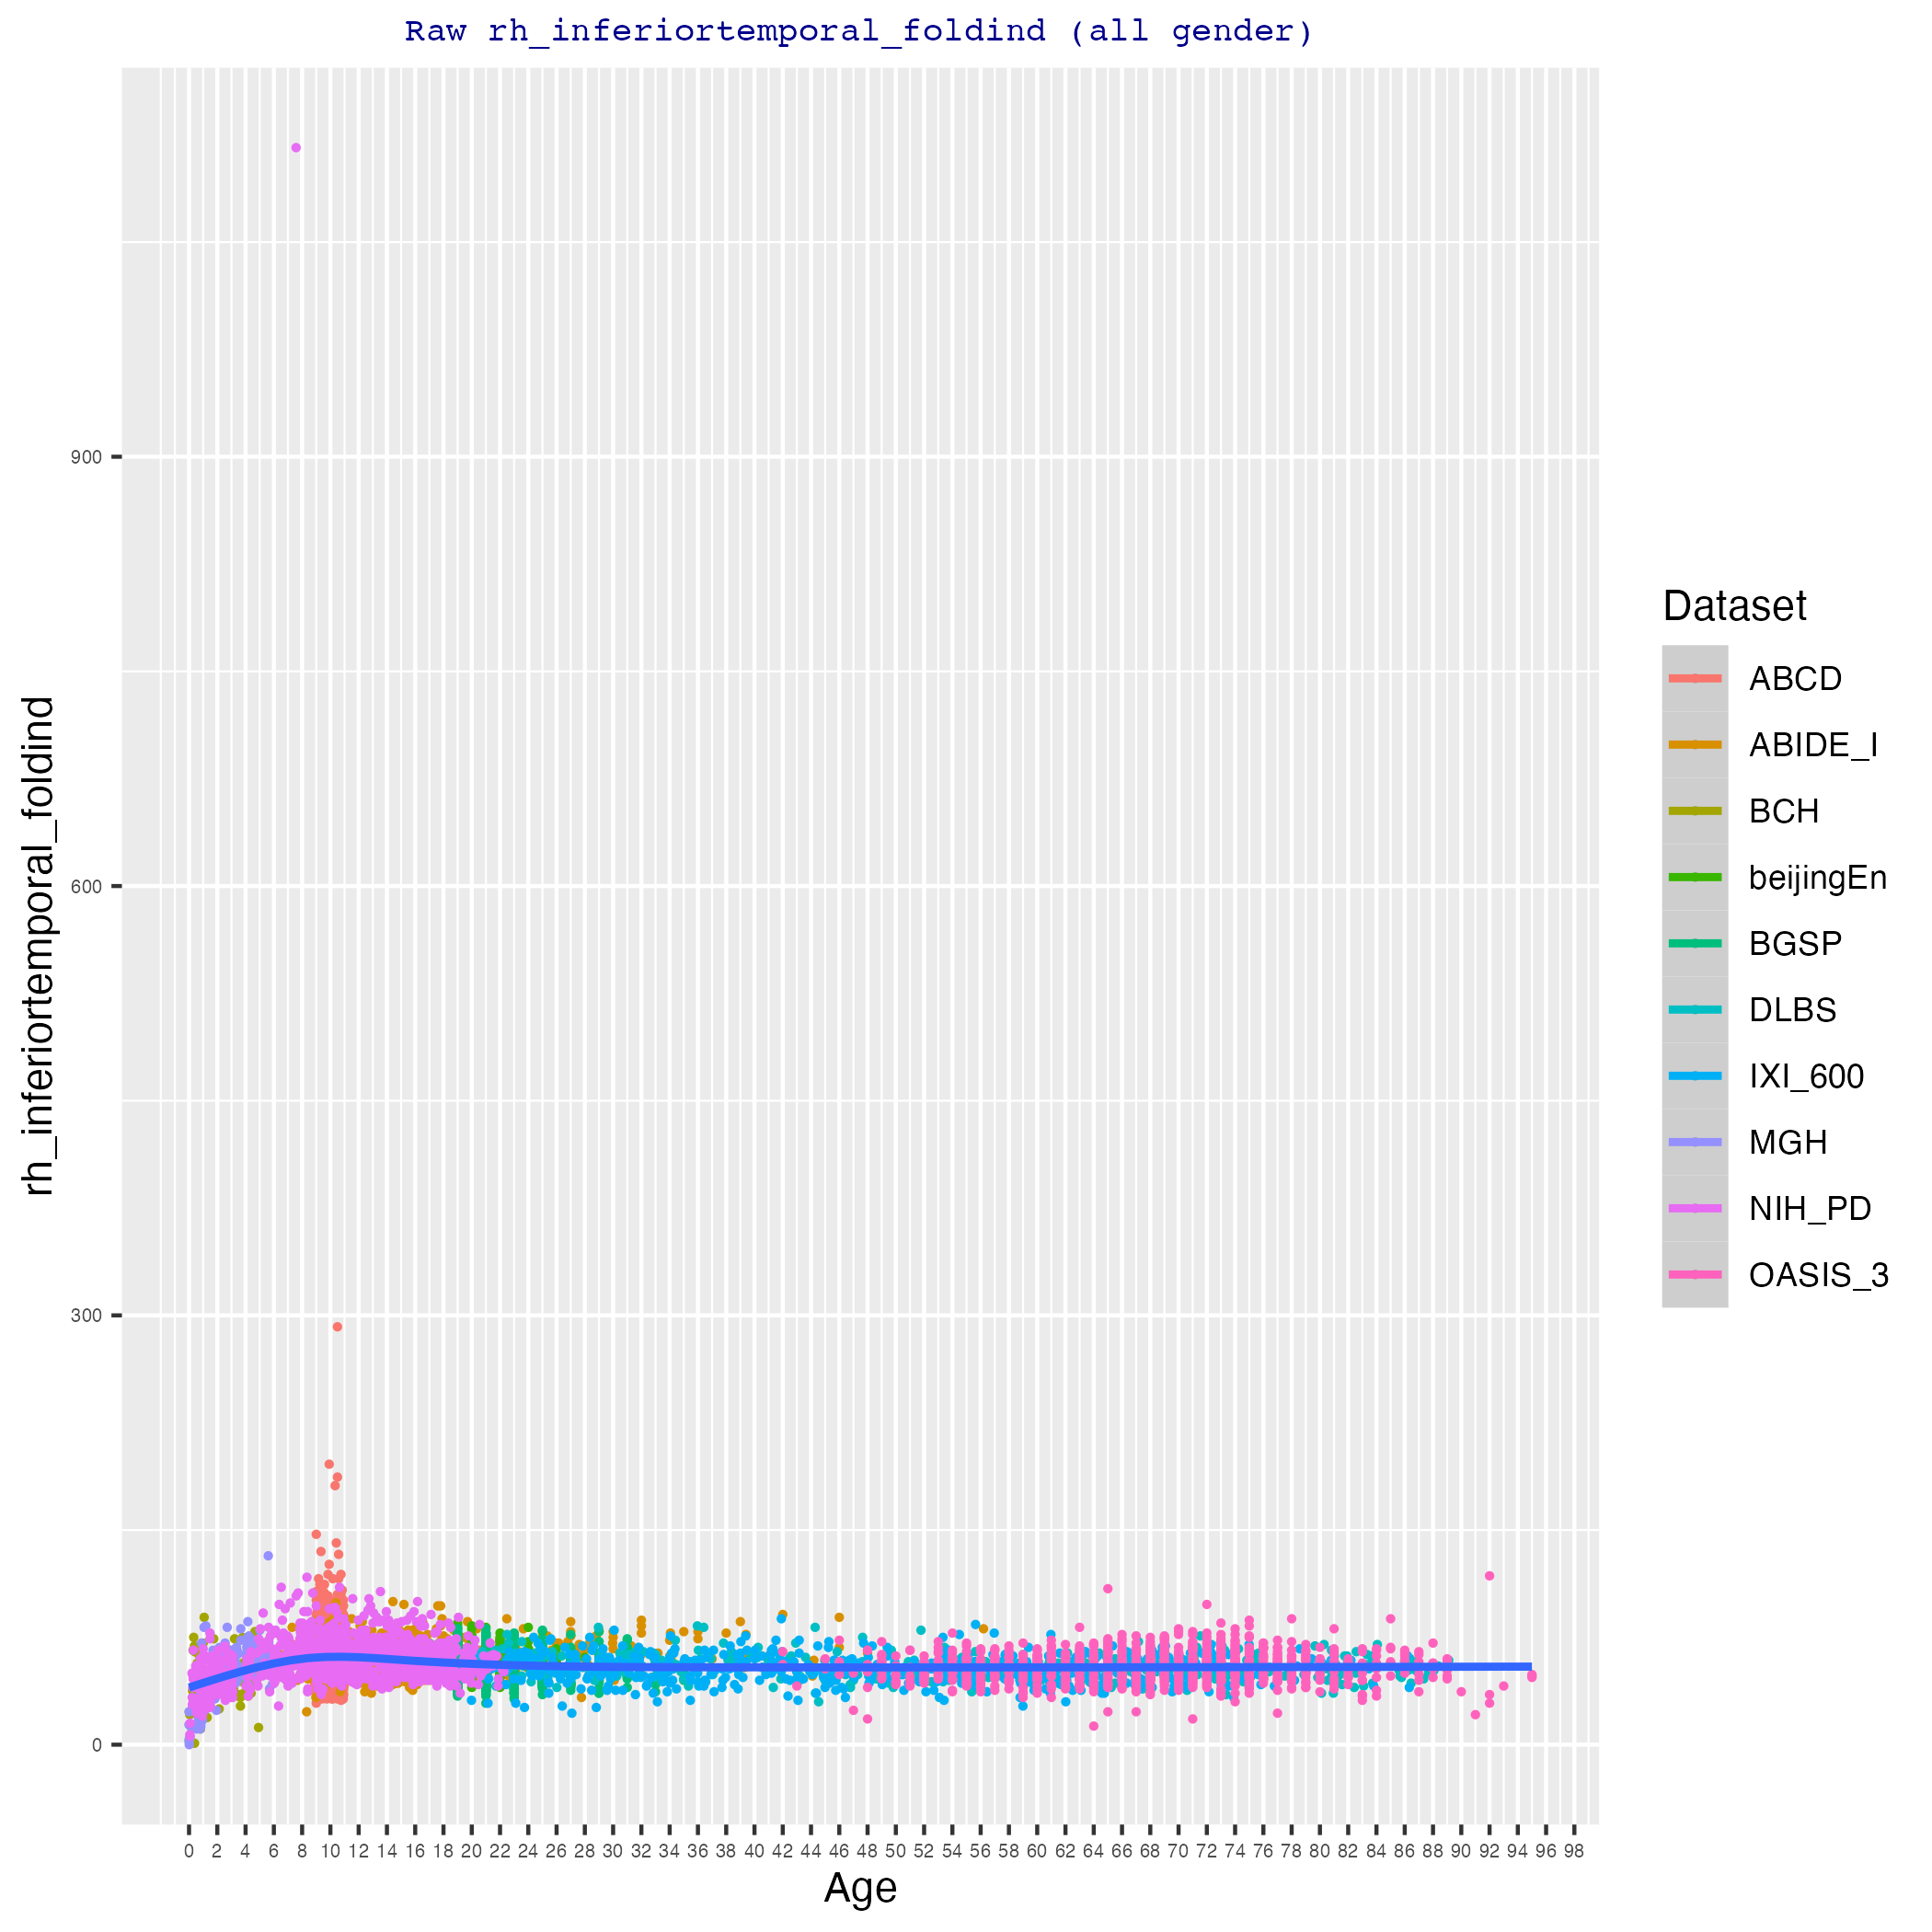 Raw rh_inferiortemporal_foldind (all gender)
rh_inferiortemporal_foldind
900
600
300
0
0 2 4 6 8 10 12 14 16 18 20 22 24 26 28 30 32 34 36 38 40 42 44 46 48 50 52 54 56 58 60 62 64 66 68 70 72 74 76 78 80 82 84 86 88 90 92 94 96 98
Age
Dataset
ABCD
ABIDE_I
BCH
beijingEn
BGSP
DLBS
IXI_600
MGH
NIH_PD
OASIS_3